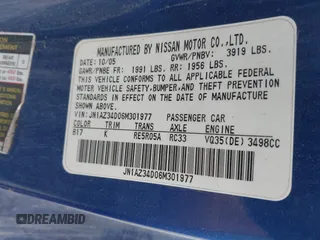 MANUFACTURED BY NISSAN MOTOR CO.,LTD.
DATE: 10/05 GVWR/PNBV: 3919 LBS.
GAWR/PNBE FR: 1991 LBS. RR: 1956 LBS.
THIS VEHICLE CONFORMS TO ALL APPLICABLE FEDERAL
MOTOR VEHICLE SAFETY,BUMPER,AND THEFT PREVENTION
STANDARDS IN EFFECT ON THE DATE OF MANUFACTURE
SHOWN ABOVE.
VIN: JN1AZ34D06M301977 PASSENGER CAR
COLOR TRIM TRANS AXLE ENGINE
B17 K RE5R05A RC33 VQ35(DE) 3498CC
JN1AZ34D06M301977
DREAMBID